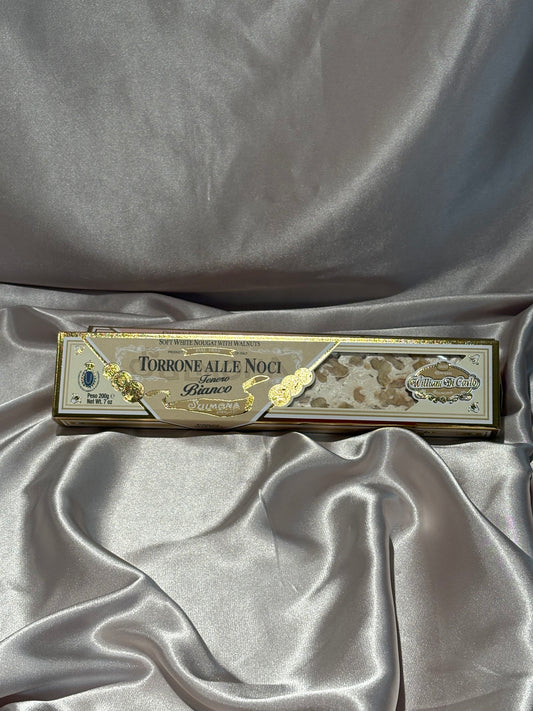 SOFT WHITE NOUGAT WITH WALNUTS
TORRONE ALLE NOCI
Tenero
Bianco
SULMONA
Peso 200g e
Net Wt. 7 oz
William Di Carlo